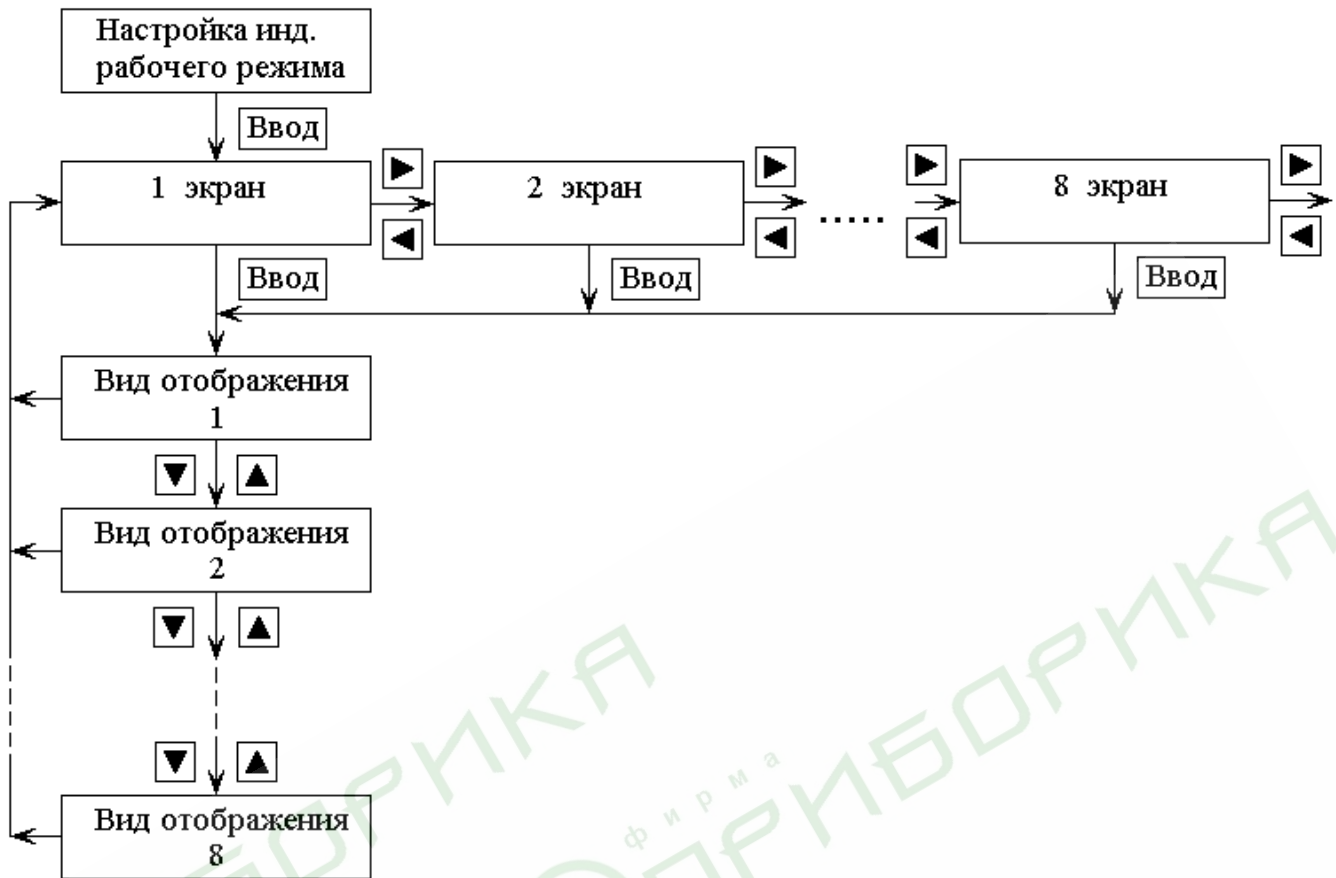 Настройка инд.
рабочего режима
Ввод
1 экран
2 экран
.....
8 экран
Ввод
Ввод
Ввод
Вид отображения
1
Вид отображения
2
Вид отображения
8
фирма
ПРИБОРИКА